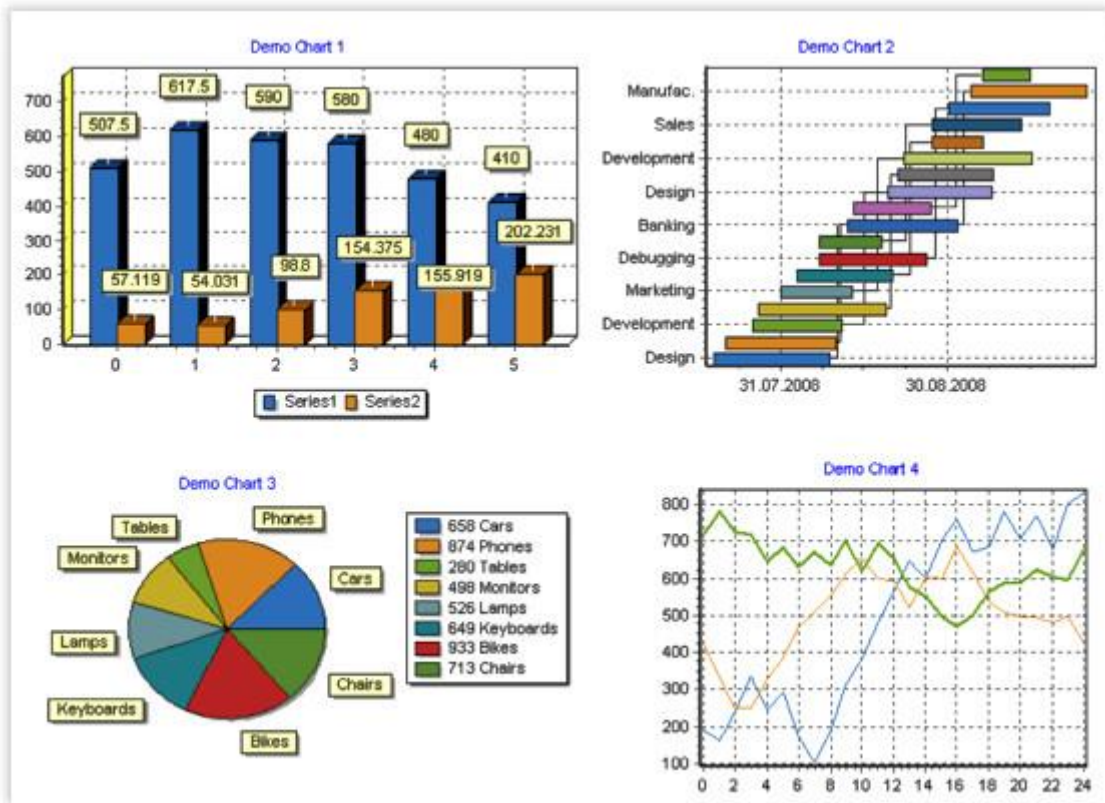 Demo Chart 1
700
600
500
400
300
200
100
0
507.5
617.5
590
580
480
410
57.119
54.031
98.8
154.375
155.919
202.231
0 1 2 3 4 5
Series1 Series2
Demo Chart 2
Manufac.
Sales
Development
Design
Banking
Debugging
Marketing
Development
Design
31.07.2008 30.08.2008
Demo Chart 3
Phones
Tables
Monitors
Cars
Lamps
Chairs
Keyboards
Bikes
658 Cars
874 Phones
280 Tables
498 Monitors
526 Lamps
649 Keyboards
933 Bikes
713 Chairs
Demo Chart 4
800
700
600
500
400
300
200
100
0 2 4 6 8 10 12 14 16 18 20 22 24